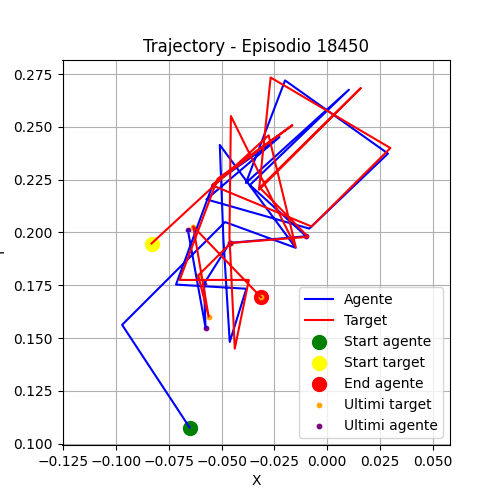 Trajectory - Episodio 18450
0.275
0.250
0.225
0.200
0.175
0.150
0.125
0.100
Agente
Target
Start agente
Start target
End agente
Ultimi target
Ultimi agente
−0.125 −0.100 −0.075 −0.050 −0.025 0.000 0.025 0.050
X